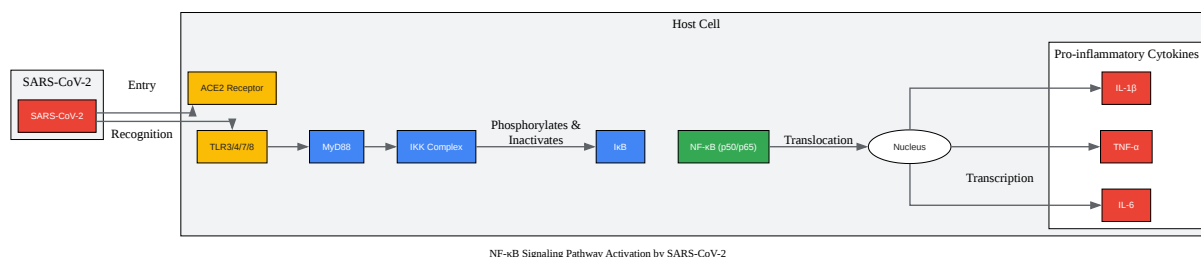 Host Cell
Pro-inflammatory Cytokines
SARS-CoV-2
SARS-CoV-2
Entry
Recognition
ACE2 Receptor
TLR3/4/7/8
MyD88
IKK Complex
Phosphorylates &
Inactivates
IκB
NF-κB (p50/p65)
Translocation
Nucleus
Transcription
IL-1β
TNF-α
IL-6
NF-κB Signaling Pathway Activation by SARS-CoV-2